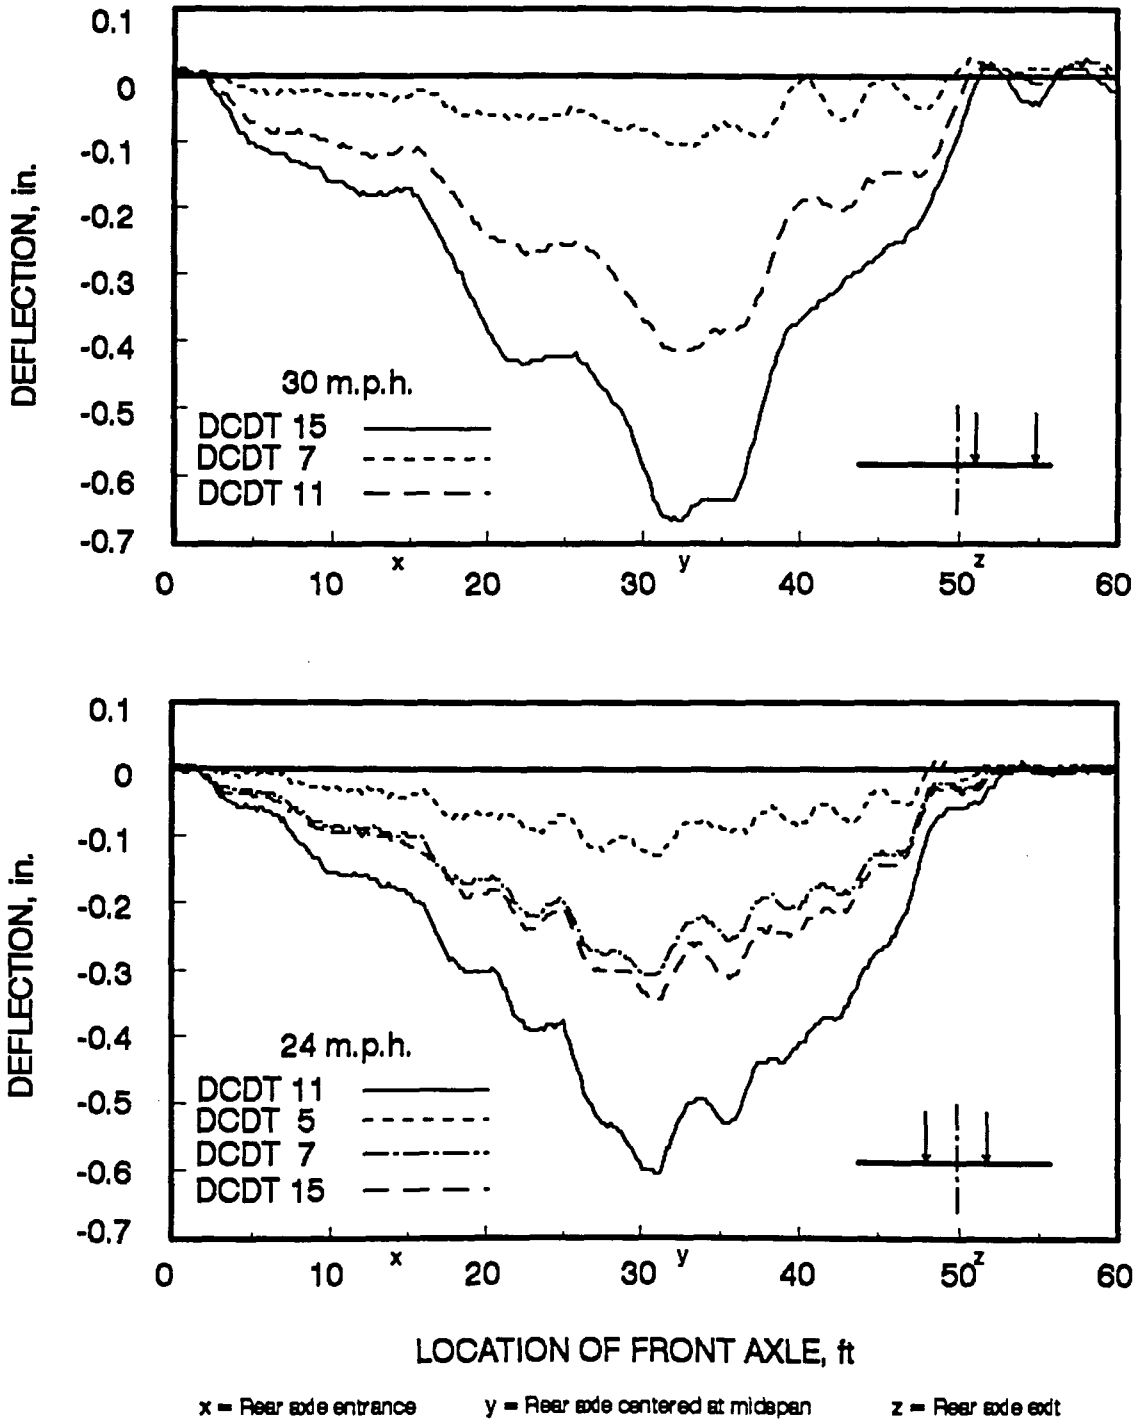 0.1
0
-0.1
-0.2
-0.3
-0.4
-0.5
-0.6
-0.7
DEFLECTION, in.
30 m.p.h.
DCDT 15
DCDT 7
DCDT 11
x y z
0 10 20 30 40 50 60
0.1
0
-0.1
-0.2
-0.3
-0.4
-0.5
-0.6
-0.7
DEFLECTION, in.
24 m.p.h.
DCDT 11
DCDT 5
DCDT 7
DCDT 15
x y z
0 10 20 30 40 50 60
LOCATION OF FRONT AXLE, ft
x = Rear axle entrance y = Rear axle centered at midspan z = Rear axle exit